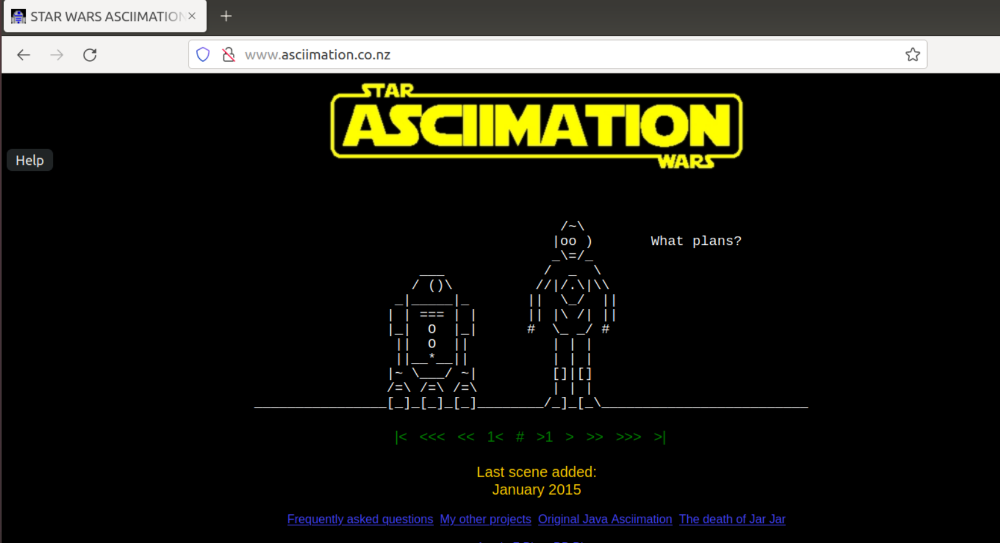 STAR WARS ASCIIMATION
www.asciimation.co.nz
STAR
ASCIIMATION
WARS
Help
/~\
|oo )       What plans?
_\=/_
___         /  _  \
/ ()\          //|/.\|\\
_|_____|_       ||  \_/  ||
| | === | |      || |\ /| ||
|_|  O  |_|      #  \_ _/ #
||  O  ||          | | |
||__*__||          | | |
|~ \___/ ~|         []|[]
/=\ /=\ /=\         | | |
________________[_]_[_]_[_]________/_]_[_\_________________________
|< <<< << 1< # >1 > >> >>> >|
Last scene added:
January 2015
Frequently asked questions My other projects Original Java Asciimation The death of Jar Jar